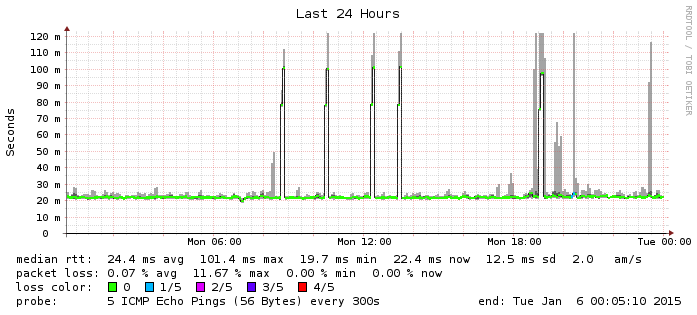 Last 24 Hours
RRDTOOL / TOBI OETIKER
Seconds
120 m
110 m
100 m
90 m
80 m
70 m
60 m
50 m
40 m
30 m
20 m
10 m
0
Mon 06:00 Mon 12:00 Mon 18:00 Tue 00:00
median rtt: 24.4 ms avg 101.4 ms max 19.7 ms min 22.4 ms now 12.5 ms sd 2.0 am/s
packet loss: 0.07 % avg 11.67 % max 0.00 % min 0.00 % now
loss color: 0 1/5 2/5 3/5 4/5
probe: 5 ICMP Echo Pings (56 Bytes) every 300s end: Tue Jan 6 00:05:10 2015